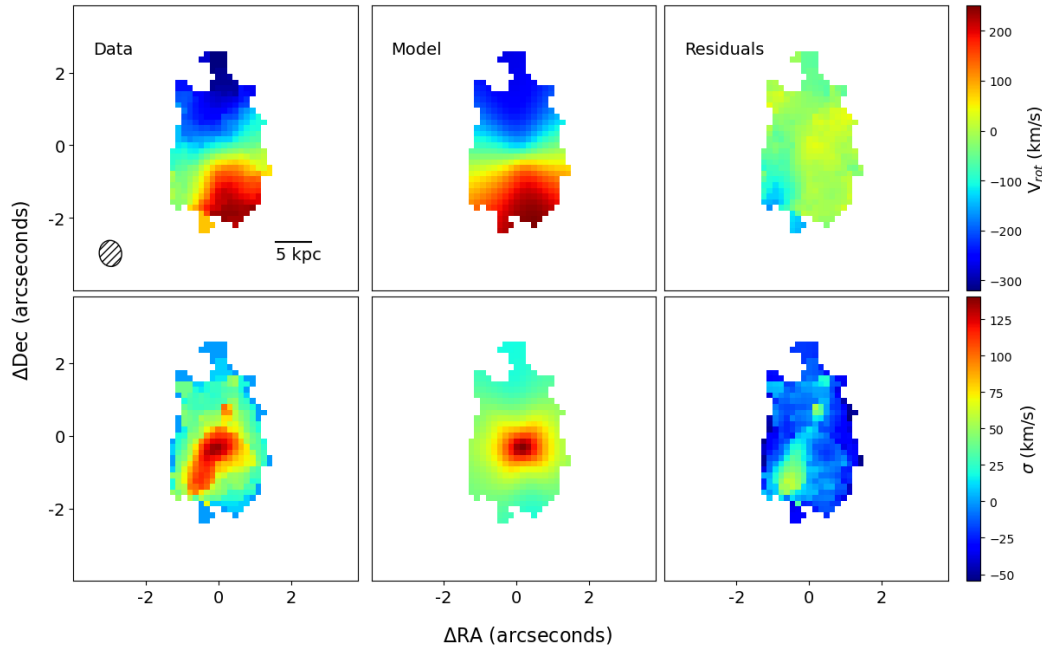 Data
Model
Residuals
5 kpc
2
0
-2
200
100
0
−100
−200
−300
V_rot (km/s)
2
0
-2
125
100
75
50
25
0
−25
−50
σ (km/s)
-2 0 2
-2 0 2
-2 0 2
ΔDec (arcseconds)
ΔRA (arcseconds)